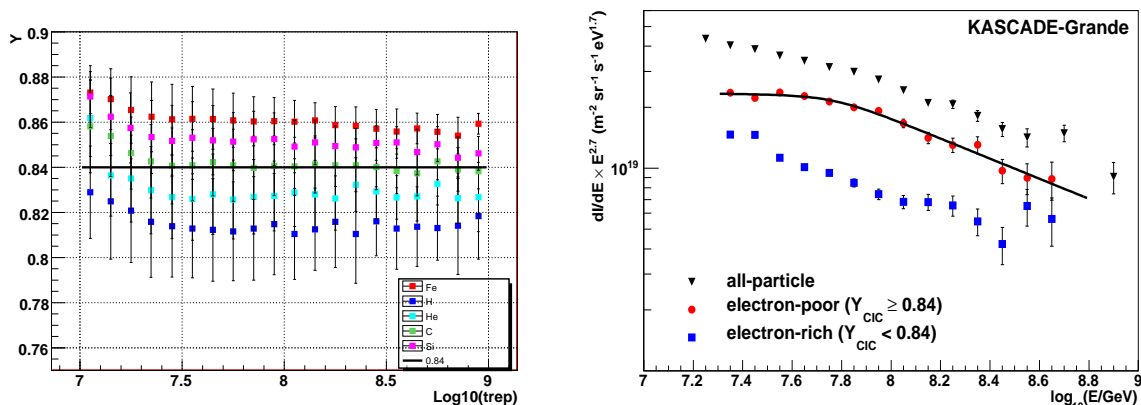 Y
0.9
0.88
0.86
0.84
0.82
0.8
0.78
0.76
7
7.5
8
8.5
9
Log10(trep)
Fe
H
He
C
Si
0.84
KASCADE-Grande
dI/dE × E^2.7 (m^-2 sr^-1 s^-1 eV^1.7)
10^19
all-particle
electron-poor (Y_CIC ≥ 0.84)
electron-rich (Y_CIC < 0.84)
7 7.2 7.4 7.6 7.8 8 8.2 8.4 8.6 8.8 9
(E/GeV)